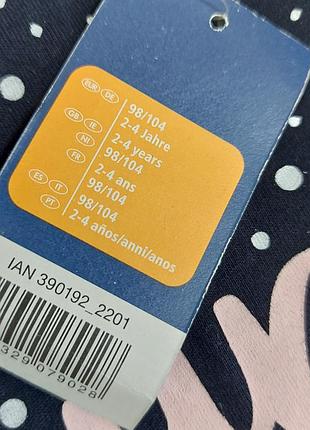 EUR DE
98/104
2-4 Jahre
GB IE
NI
2-4 years
98/104
FR
2-4 ans
98/104
ES IT
PT
98/104
2-4 años/anni/anos
IAN 390192_2201
329079028